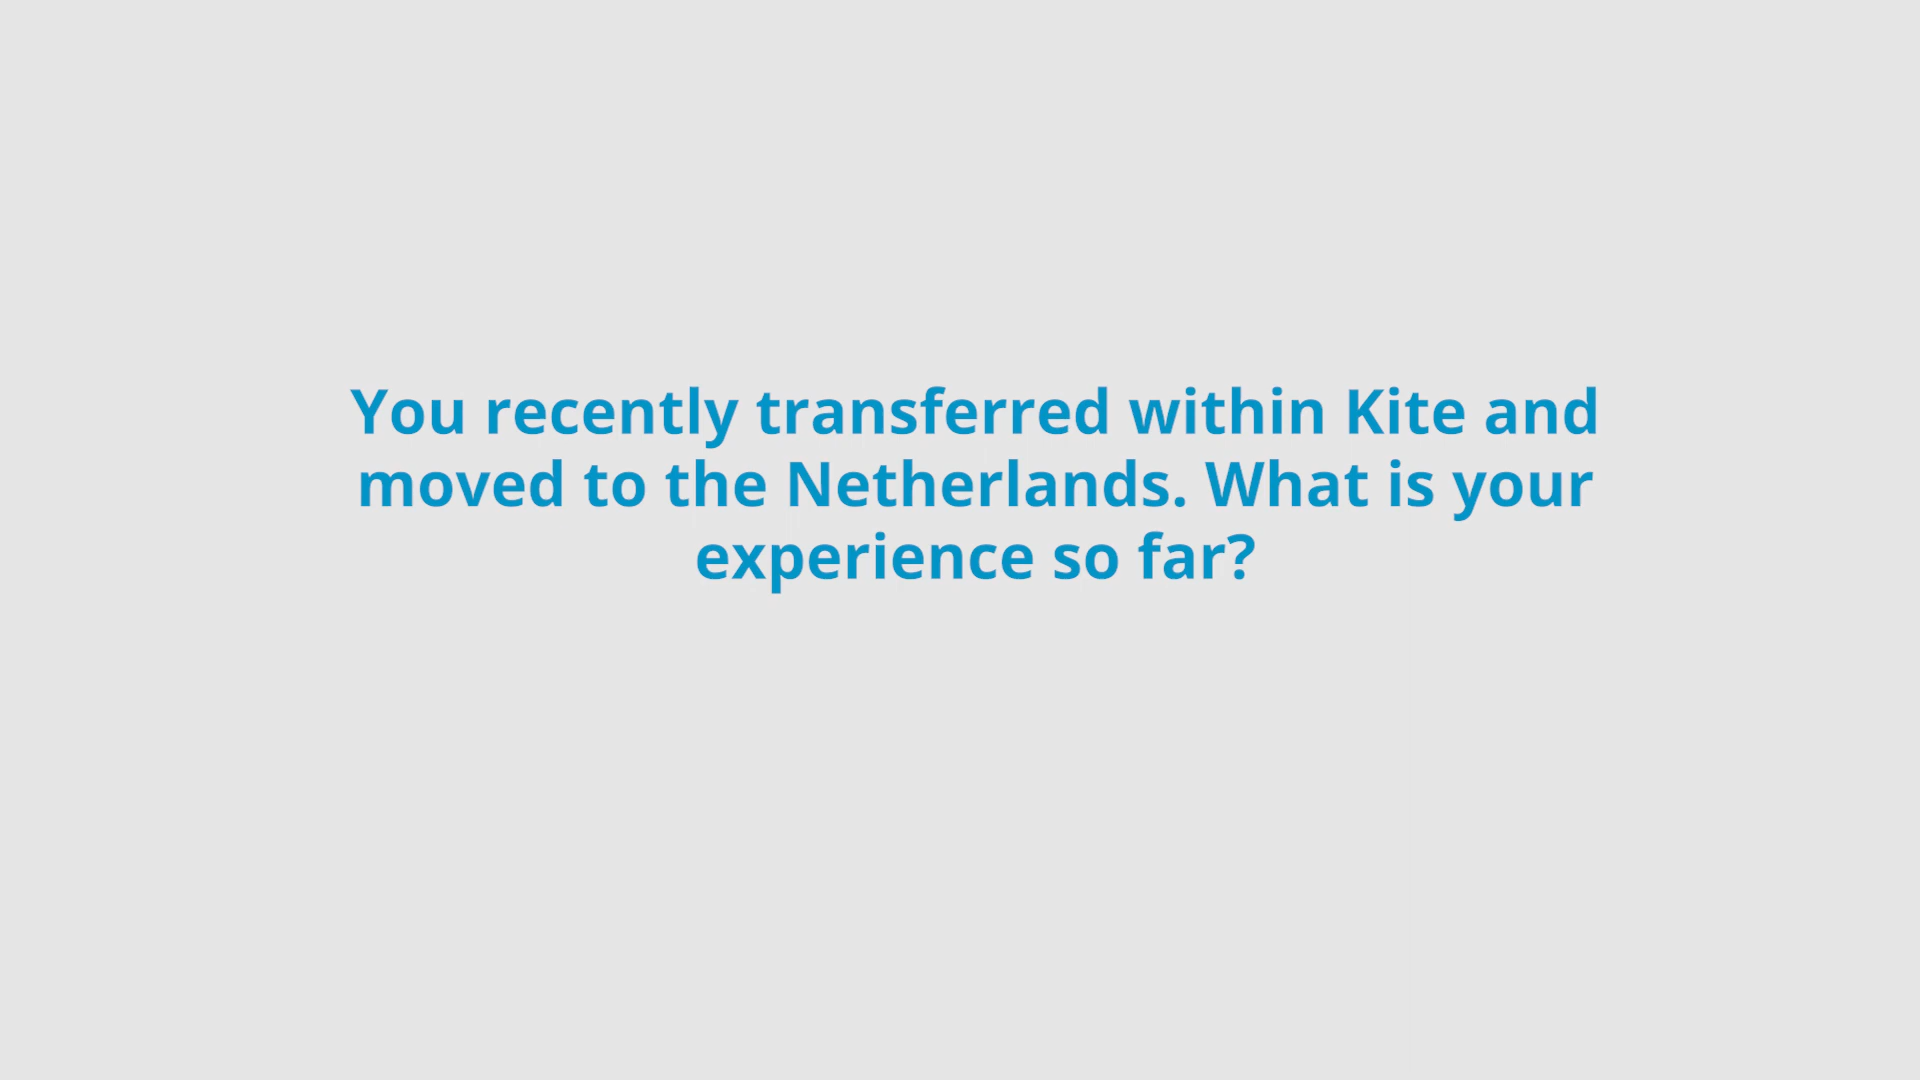 You recently transferred within Kite and
moved to the Netherlands. What is your
experience so far?